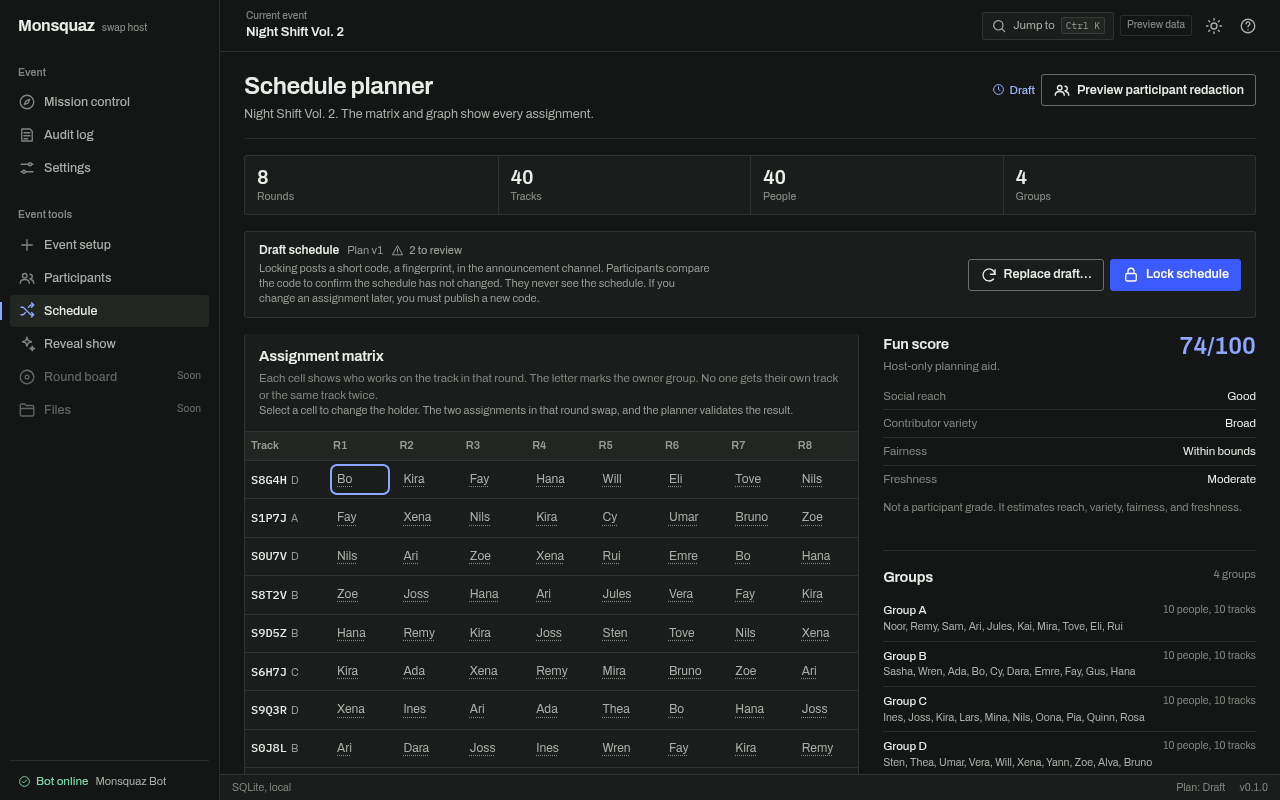 Monsquaz swap host
Event
Mission control
Audit log
Settings
Event tools
Event setup
Participants
Schedule
Reveal show
Round board Soon
Files Soon
Bot online Monsquaz Bot
Current event
Night Shift Vol. 2
Jump to Ctrl K
Preview data
Schedule planner
Night Shift Vol. 2. The matrix and graph show every assignment.
Draft
Preview participant redaction
8
Rounds
40
Tracks
40
People
4
Groups
Draft schedule Plan v1 2 to review
Locking posts a short code, a fingerprint, in the announcement channel. Participants compare
the code to confirm the schedule has not changed. They never see the schedule. If you
change an assignment later, you must publish a new code.
Replace draft...
Lock schedule
Assignment matrix
Each cell shows who works on the track in that round. The letter marks the owner group. No one gets their own track
or the same track twice.
Select a cell to change the holder. The two assignments in that round swap, and the planner validates the result.
Track R1 R2 R3 R4 R5 R6 R7 R8
S8G4H D Bo Kira Fay Hana Will Eli Tove Nils
S1P7J A Fay Xena Nils Kira Cy Umar Bruno Zoe
S0U7V D Nils Ari Zoe Xena Rui Emre Bo Hana
S8T2V B Zoe Joss Hana Ari Jules Vera Fay Kira
S9D5Z B Hana Remy Kira Joss Sten Tove Nils Xena
S6H7J C Kira Ada Xena Remy Mira Bruno Zoe Ari
S9Q3R D Xena Ines Ari Ada Thea Bo Hana Joss
S0J8L B Ari Dara Joss Ines Wren Fay Kira Remy
Fun score 74/100
Host-only planning aid.
Social reach Good
Contributor variety Broad
Fairness Within bounds
Freshness Moderate
Not a participant grade. It estimates reach, variety, fairness, and freshness.
Groups 4 groups
Group A 10 people, 10 tracks
Noor, Remy, Sam, Ari, Jules, Kai, Mira, Tove, Eli, Rui
Group B 10 people, 10 tracks
Sasha, Wren, Ada, Bo, Cy, Dara, Emre, Fay, Gus, Hana
Group C 10 people, 10 tracks
Ines, Joss, Kira, Lars, Mina, Nils, Oona, Pia, Quinn, Rosa
Group D 10 people, 10 tracks
Sten, Thea, Umar, Vera, Will, Xena, Yann, Zoe, Alva, Bruno
SQLite, local
Plan: Draft v0.1.0